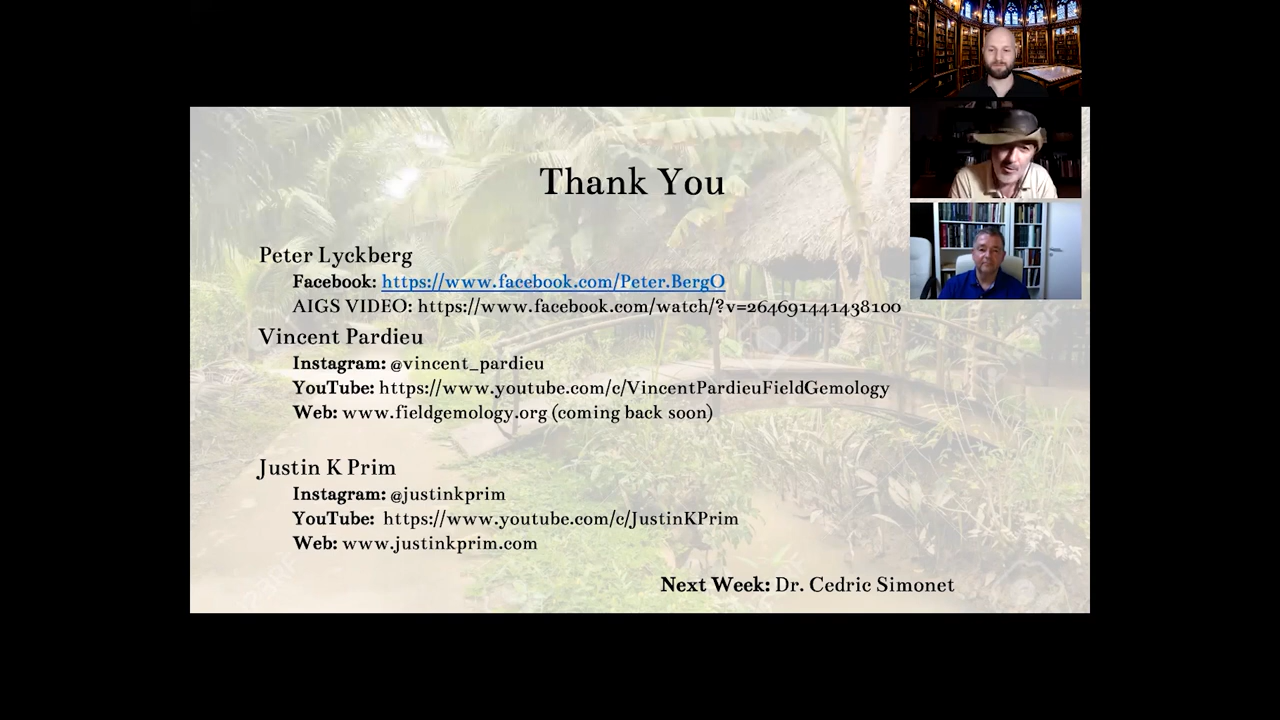 Thank You
Peter Lyckberg
Facebook: https://www.facebook.com/Peter.BergO
AIGS VIDEO: https://www.facebook.com/watch/?v=264691441438100
Vincent Pardieu
Instagram: @vincent_pardieu
YouTube: https://www.youtube.com/c/VincentPardieuFieldGemology
Web: www.fieldgemology.org (coming back soon)
Justin K Prim
Instagram: @justinkprim
YouTube: https://www.youtube.com/c/JustinKPrim
Web: www.justinkprim.com
Next Week: Dr. Cedric Simonet